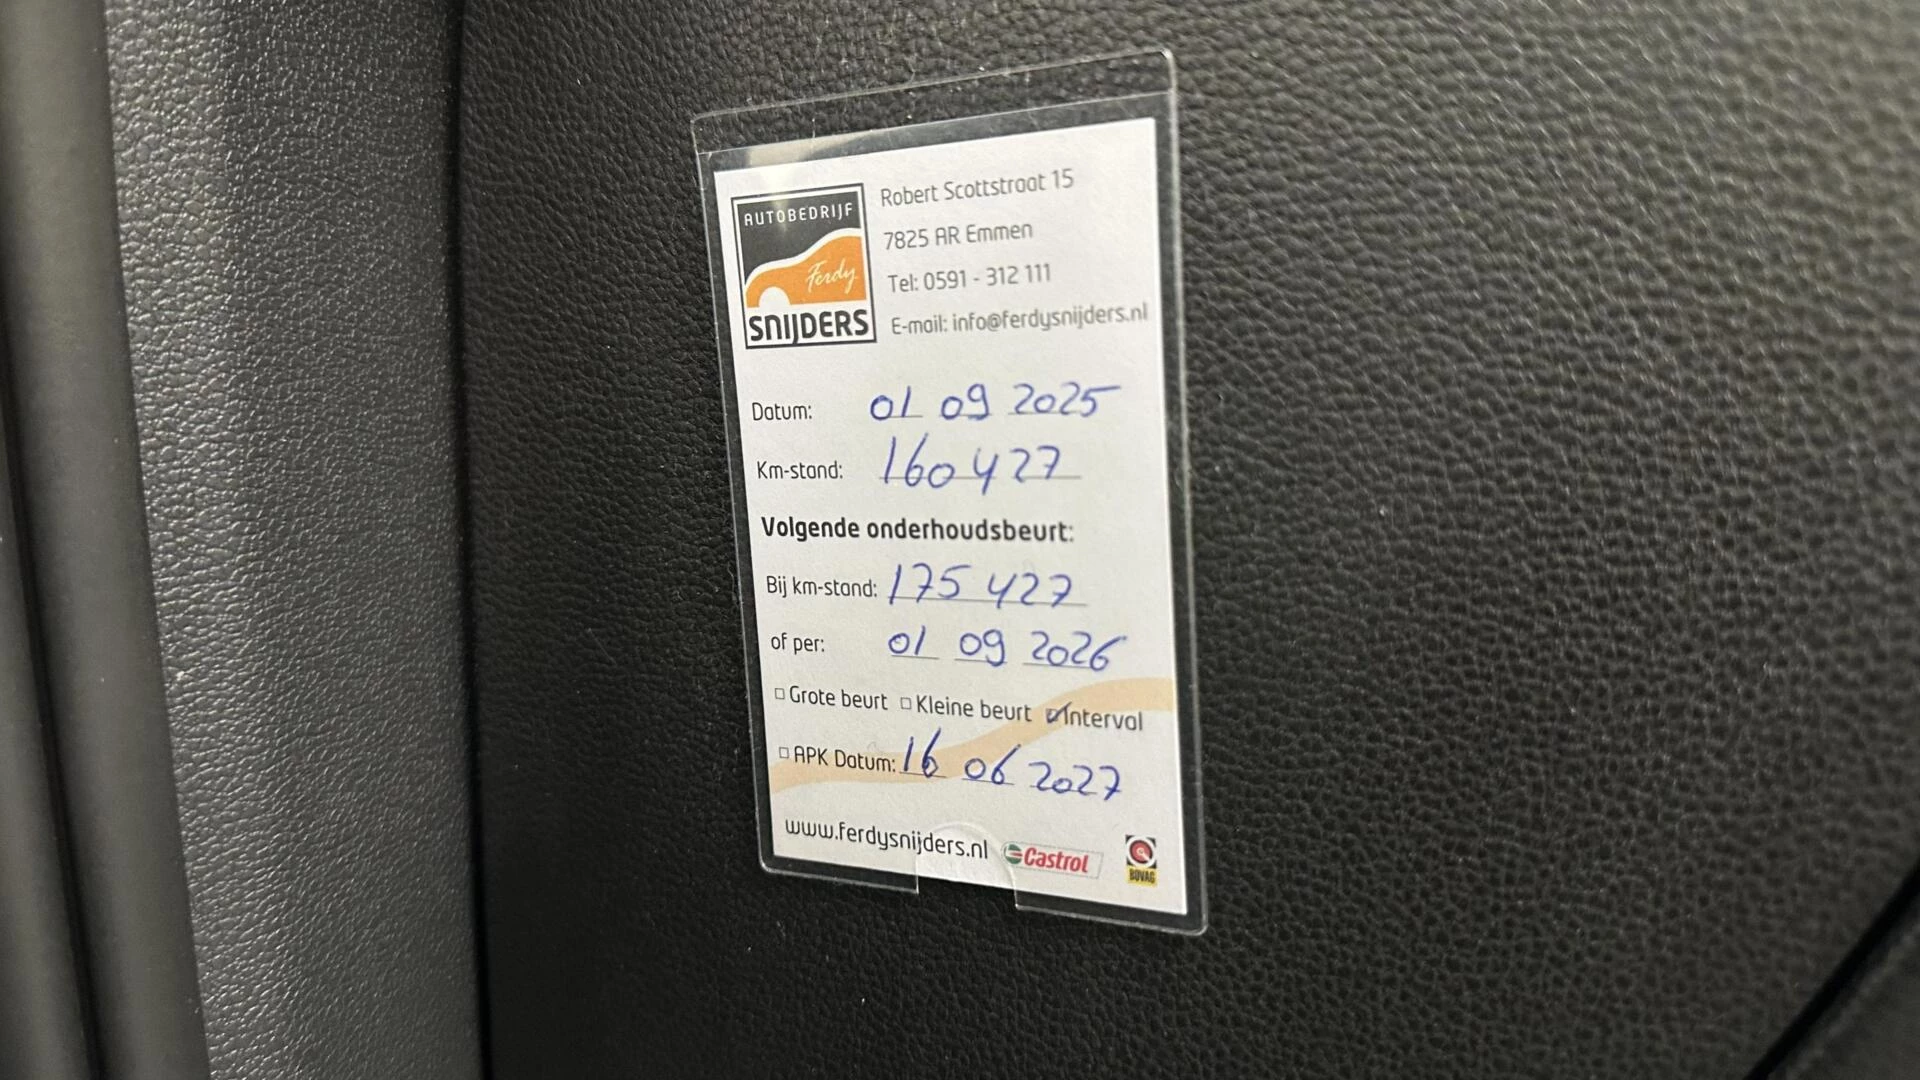 AUTOBEDRIJF
Ferdy
SNIJDERS
Robert Scottstraat 15
7825 AR Emmen
Tel: 0591 - 312 111
E-mail: info@ferdysnijders.nl
Datum: 01 09 2025
Km-stand: 160427
Volgende onderhoudsbeurt:
Bij km-stand: 175 427
of per: 01 09 2026
Grote beurt Kleine beurt Interval
APK Datum: 16 06 2027
www.ferdysnijders.nl Castrol BOVAG